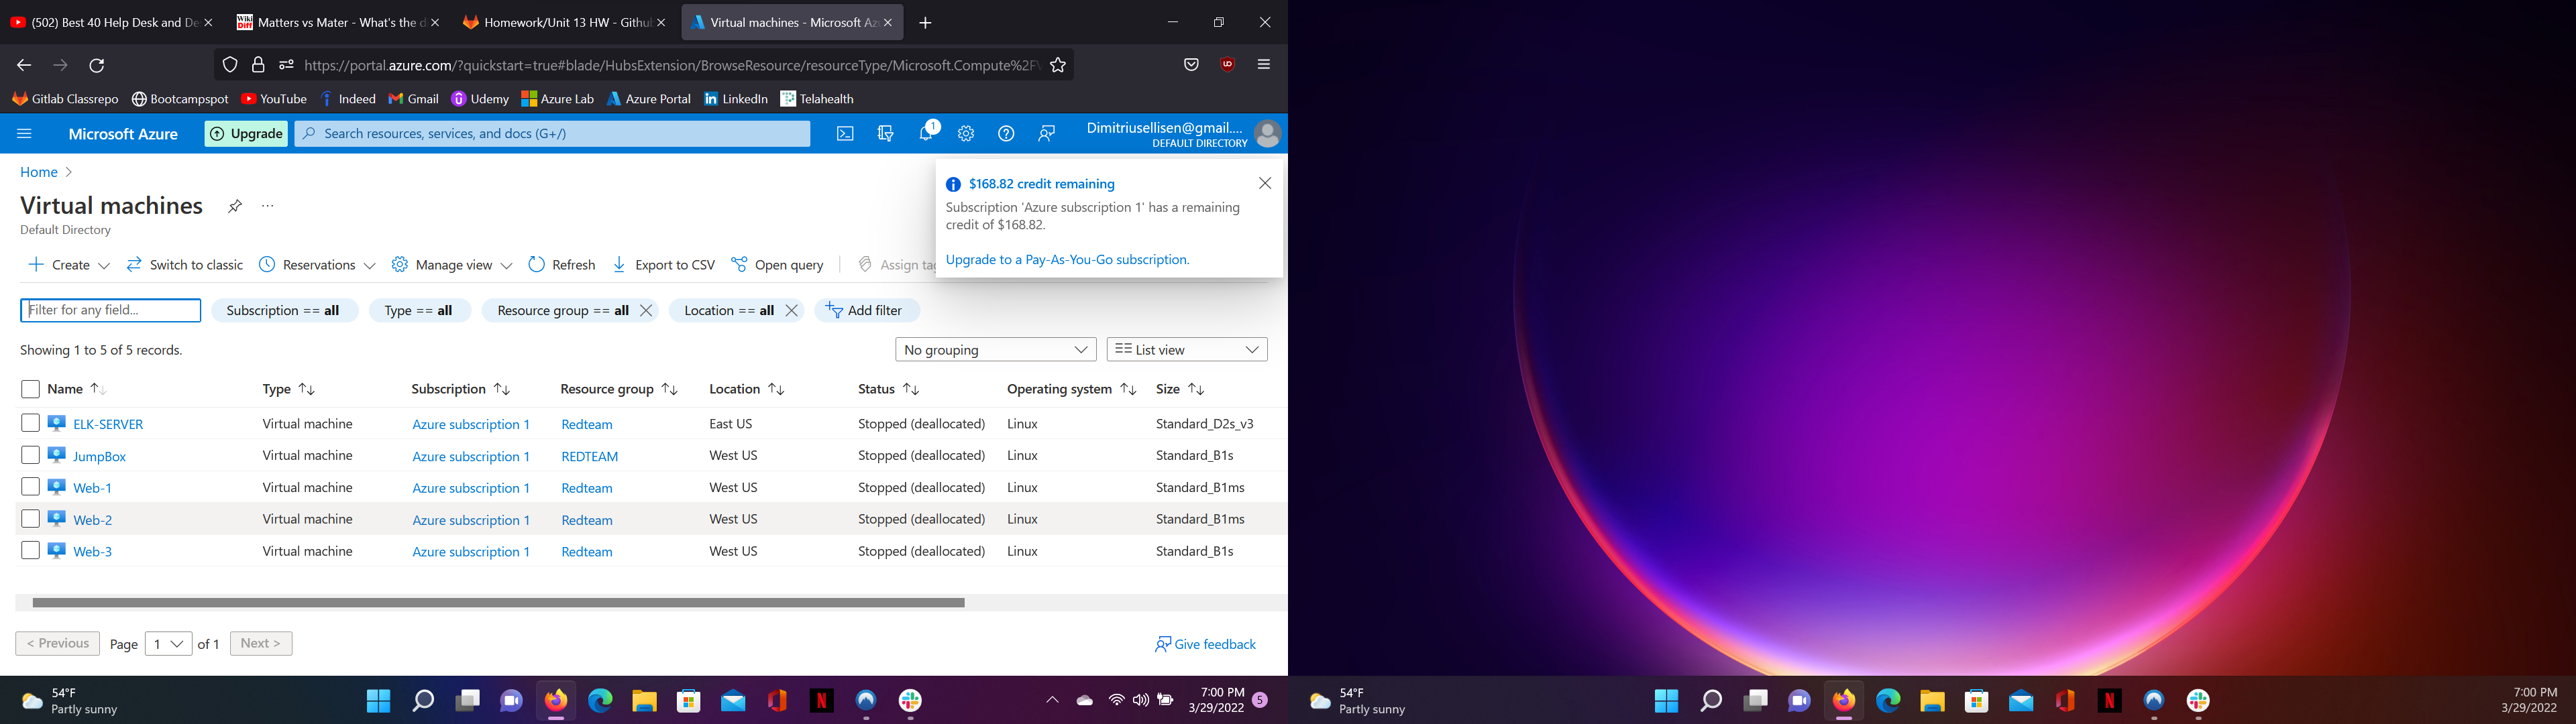 (502) Best 40 Help Desk and De
Matters vs Mater - What's the d
Homework/Unit 13 HW - Github
Virtual machines - Microsoft Az
https://portal.azure.com/?quickstart=true#blade/HubsExtension/BrowseResource/resourceType/Microsoft.Compute%2FV
Gitlab Classrepo
Bootcampspot
YouTube
Indeed
Gmail
Udemy
Azure Lab
Azure Portal
LinkedIn
Telahealth
Microsoft Azure
Upgrade
Search resources, services, and docs (G+/)
1
Dimitriusellisen@gmail....
DEFAULT DIRECTORY
Home >
$168.82 credit remaining
Subscription 'Azure subscription 1' has a remaining
credit of $168.82.
Upgrade to a Pay-As-You-Go subscription.
Virtual machines
Default Directory
Create
Switch to classic
Reservations
Manage view
Refresh
Export to CSV
Open query
Assign tag
Filter for any field...
Subscription == all
Type == all
Resource group == all
Location == all
Add filter
Showing 1 to 5 of 5 records.
No grouping
List view
Name Type Subscription Resource group Location Status Operating system Size
ELK-SERVER Virtual machine Azure subscription 1 Redteam East US Stopped (deallocated) Linux Standard_D2s_v3
JumpBox Virtual machine Azure subscription 1 REDTEAM West US Stopped (deallocated) Linux Standard_B1s
Web-1 Virtual machine Azure subscription 1 Redteam West US Stopped (deallocated) Linux Standard_B1ms
Web-2 Virtual machine Azure subscription 1 Redteam West US Stopped (deallocated) Linux Standard_B1ms
Web-3 Virtual machine Azure subscription 1 Redteam West US Stopped (deallocated) Linux Standard_B1s
< Previous Page 1 of 1 Next >
Give feedback
54°F
Partly sunny
7:00 PM
3/29/2022
5
54°F
Partly sunny
7:00 PM
3/29/2022